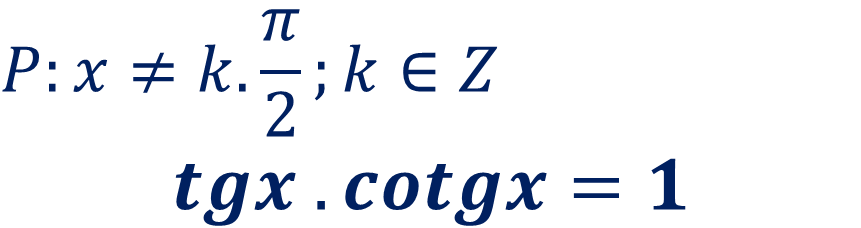 P: x ≠ k. π/2 ; k ∈ Z
tgx . cotgx = 1